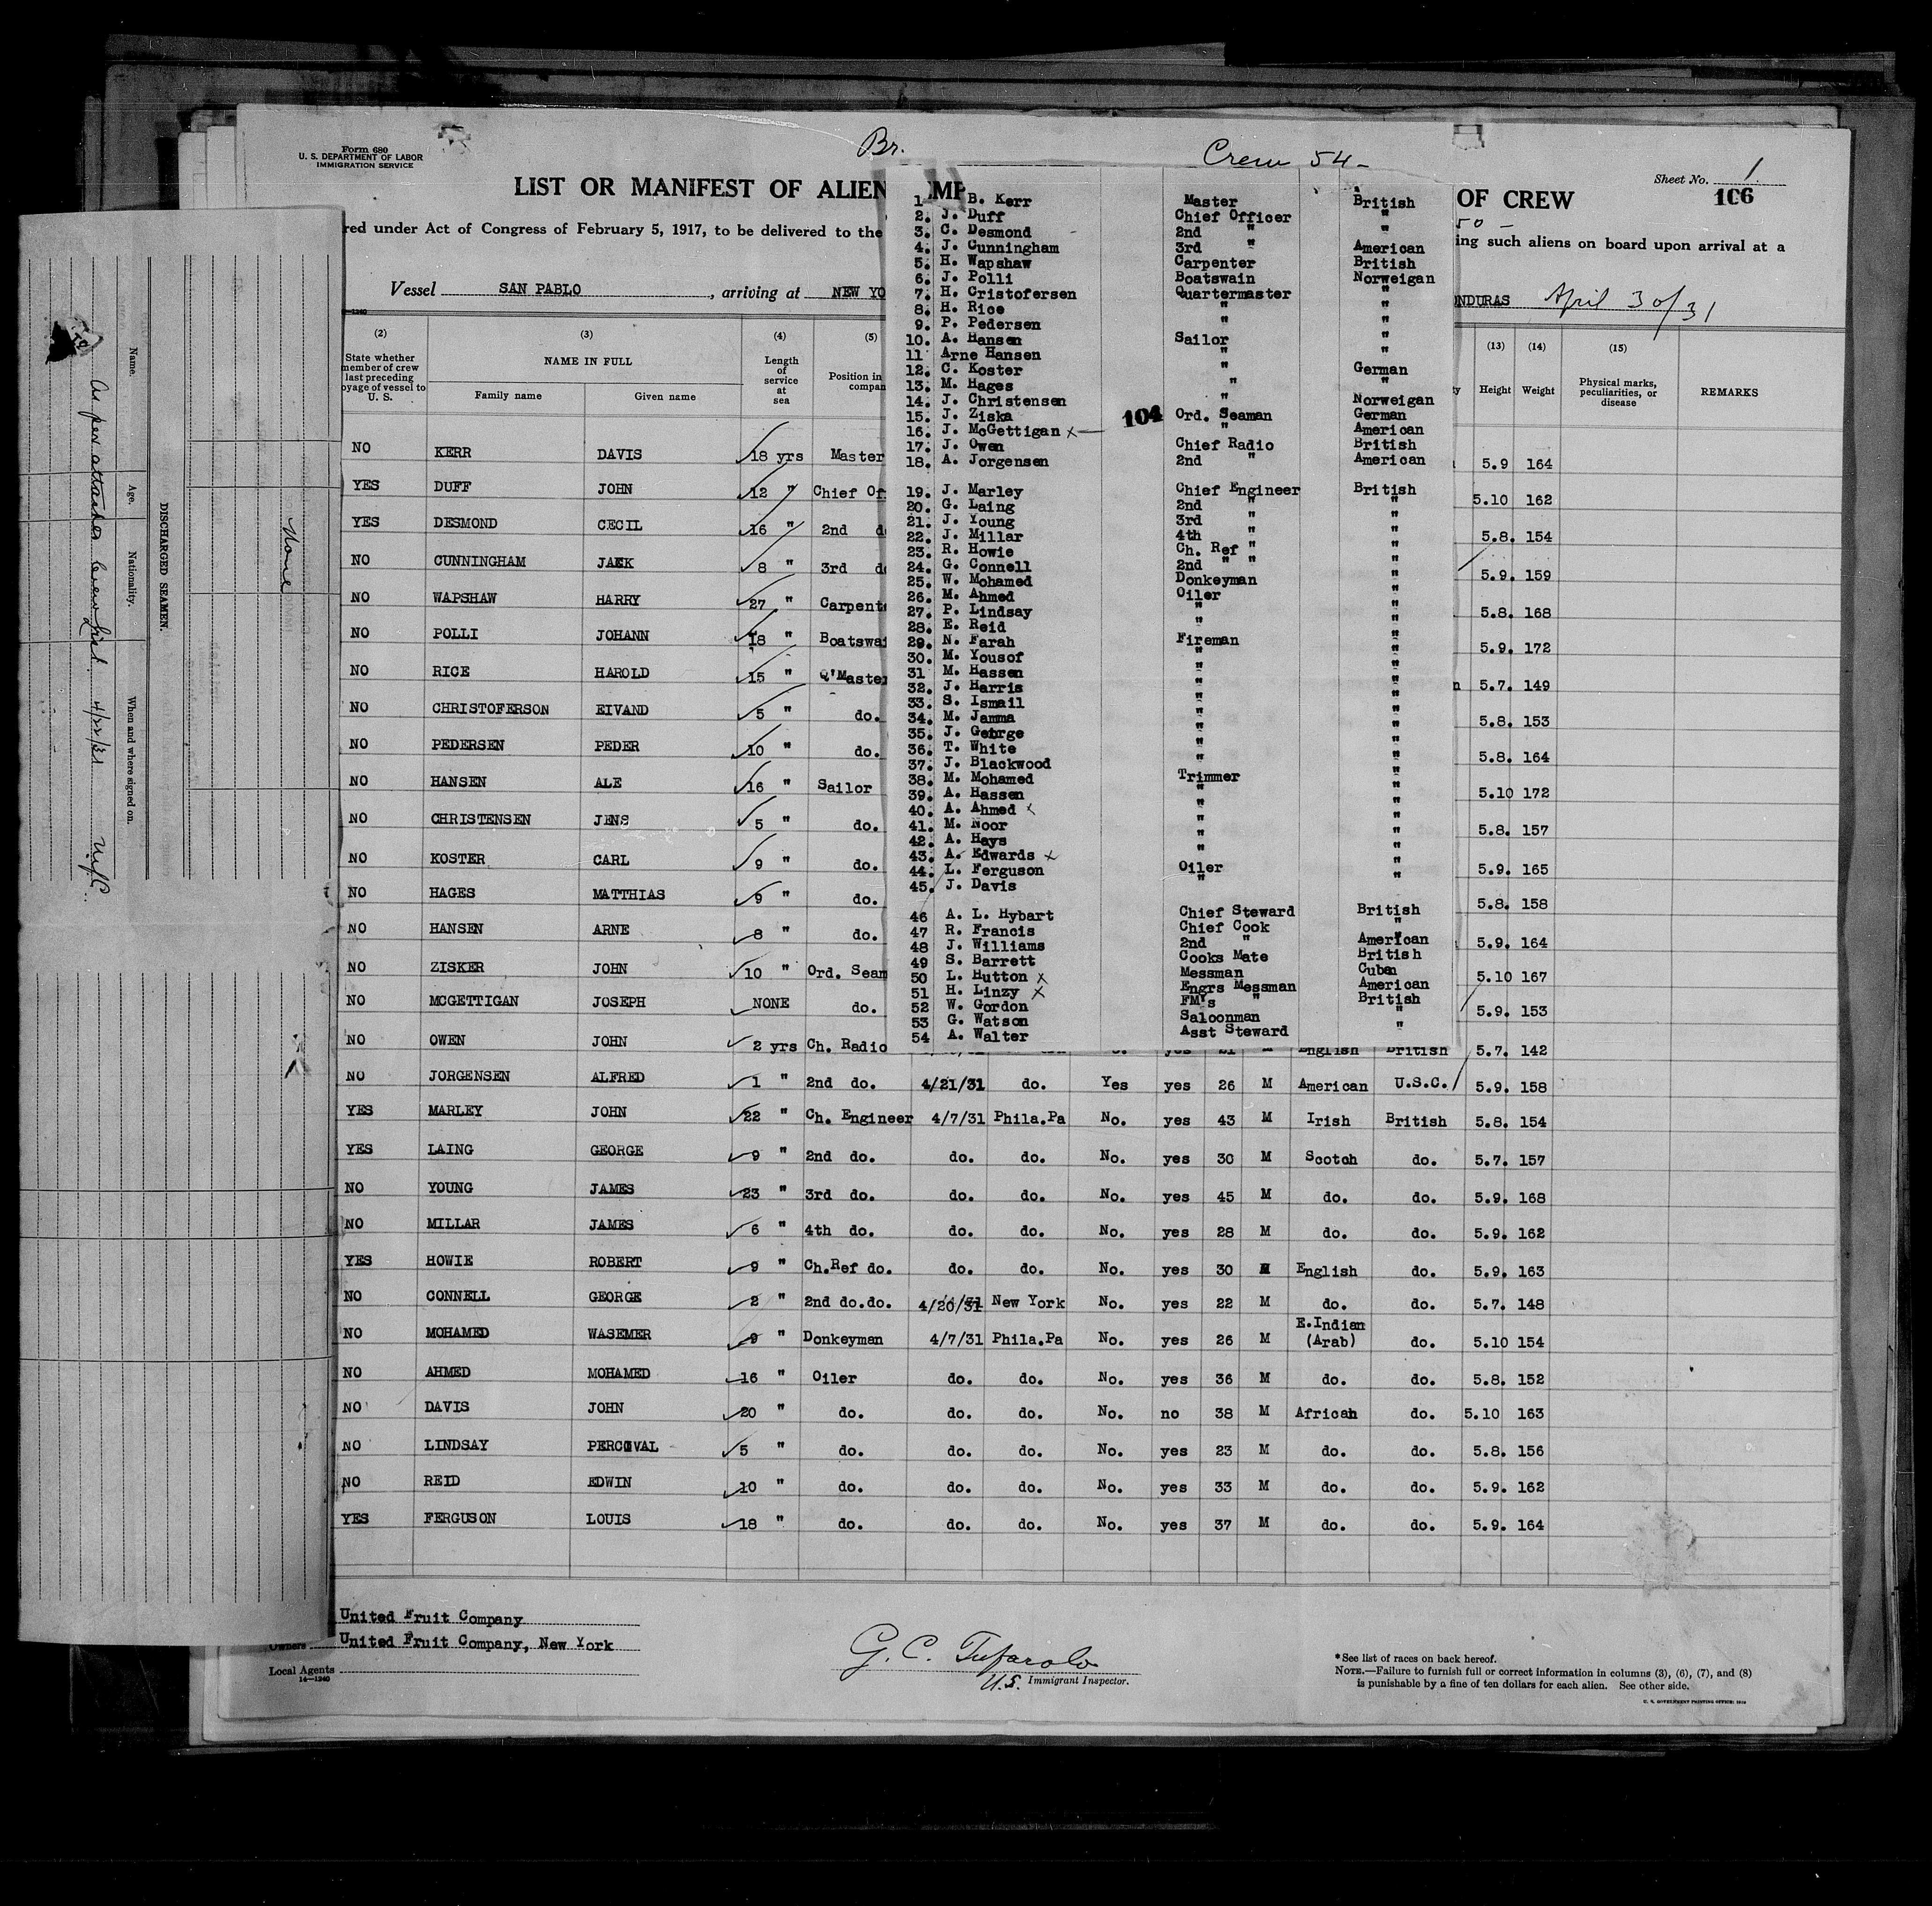 Form 680
U. S. DEPARTMENT OF LABOR
IMMIGRATION SERVICE
Br.
Crew 54-
Sheet No. 1
106
LIST OR MANIFEST OF ALIEN
OF CREW
50 -
red under Act of Congress of February 5, 1917, to be delivered to the
ing such aliens on board upon arrival at a
Vessel SAN PABLO, arriving at NEW YO
NDURAS April 30/31
(2) (3) (4) (5) (13) (14) (15)
State whether member of crew last preceding oyage of vessel to U. S.
NAME IN FULL
Family name Given name
Length of service at sea
Position in compan
Height Weight
Physical marks, peculiarities, or disease
REMARKS
1 B. Kerr Master British
2. J. Duff Chief Officer "
3. C. Desmond 2nd " "
4. J. Cunningham 3rd " American
5. H. Wapshaw Carpenter British
6. J. Polli Boatswain Norweigan
7. H. Cristofersen Quartermaster "
8. H. Rice " "
9. P. Pedersen " "
10. A. Hansen Sailor "
11 Arne Hansen " "
12. C. Koster " German
13. M. Hages " "
14. J. Christensen " Norweigan
15. J. Ziska 104 Ord. Seaman German
16. J. McGettigan x " American
17. J. Owen Chief Radio British
18. A. Jorgensen 2nd " American
19. J. Marley Chief Engineer British
20. G. Laing 2nd " "
21. J. Young 3rd " "
22. J. Millar 4th " "
23. R. Howie Ch. Ref " "
24. G. Connell 2nd " " "
25. W. Mohamed Donkeyman "
26. M. Ahmed Oiler "
27. P. Lindsay " "
28. E. Reid " "
29. N. Farah Fireman "
30. M. Yousof " "
31 M. Hassen " "
32. J. Harris " "
33. S. Ismail " "
34. M. Jamma " "
35. J. George " "
36. T. White " "
37. J. Blackwood " "
38. M. Mohamed Trimmer "
39. A. Hassen " "
40. A. Ahmed x " "
41. M. Noor " "
42. A. Hays " "
43. A. Edwards x " "
44. L. Ferguson Oiler "
45. J. Davis " "
46 A. L. Hybart Chief Steward British
47 R. Francis Chief Cook "
48 J. Williams 2nd " American
49 S. Barrett Cooks Mate British
50 L. Hutton x Messman Cuban
51 H. Linzy x Engrs Messman American
52 W. Gordon FM's " British
53 G. Watson Saloonman "
54 A. Walter Asst Steward "
NO KERR DAVIS 18 yrs Master 5.9 164
YES DUFF JOHN 12 " Chief Of 5.10 162
YES DESMOND CECIL 16 " 2nd d 5.8. 154
NO CUNNINGHAM JACK 8 " 3rd d 5.9. 159
NO WAPSHAW HARRY 27 " Carpent 5.8. 168
NO POLLI JOHANN 18 " Boatswai 5.9. 172
NO RICE HAROLD 15 " Q'Master 5.7. 149
NO CHRISTOFERSON EIVAND 5 " do. 5.8. 153
NO PEDERSEN PEDER 10 " do. 5.8. 164
NO HANSEN ALE 16 " Sailor 5.10 172
NO CHRISTENSEN JENS 5 " do. 5.8. 157
NO KOSTER CARL 9 " do. 5.9. 165
NO HAGES MATTHIAS 9 " do. 5.8. 158
NO HANSEN ARNE 8 " do. 5.9. 164
NO ZISKER JOHN 10 " Ord. Seam 5.10 167
NO MCGETTIGAN JOSEPH NONE do. 5.9. 153
NO OWEN JOHN 2 yrs Ch. Radio yes 21 M English British 5.7. 142
NO JORGENSEN ALFRED 1 " 2nd do. 4/21/31 do. Yes yes 26 M American U.S.C. 5.9. 158
YES MARLEY JOHN 22 " Ch. Engineer 4/7/31 Phila.Pa No. yes 43 M Irish British 5.8. 154
YES LAING GEORGE 9 " 2nd do. do. do. No. yes 30 M Scotch do. 5.7. 157
NO YOUNG JAMES 23 " 3rd do. do. do. No. yes 45 M do. do. 5.9. 168
NO MILLAR JAMES 6 " 4th do. do. do. No. yes 28 M do. do. 5.9. 162
YES HOWIE ROBERT 9 " Ch.Ref do. do. do. No. yes 30 M English do. 5.9. 163
NO CONNELL GEORGE 2 " 2nd do.do. 4/20/31 New York No. yes 22 M do. do. 5.7. 148
NO MOHAMED WASEMER 9 " Donkeyman 4/7/31 Phila.Pa No. yes 26 M E.Indian (Arab) do. 5.10 154
NO AHMED MOHAMED 16 " Oiler do. do. No. yes 36 M do. do. 5.8. 152
NO DAVIS JOHN 20 " do. do. do. No. no 38 M African do. 5.10 163
NO LINDSAY PERCIVAL 5 " do. do. do. No. yes 23 M do. do. 5.8. 156
NO REID EDWIN 10 " do. do. do. No. yes 33 M do. do. 5.9. 162
YES FERGUSON LOUIS 18 " do. do. do. No. yes 37 M do. do. 5.9. 164
United Fruit Company
Owners United Fruit Company, New York
Local Agents
14—1240
G. C. Tufarolo
U.S. Immigrant Inspector.
*See list of races on back hereof.
NOTE.—Failure to furnish full or correct information in columns (3), (6), (7), and (8)
is punishable by a fine of ten dollars for each alien. See other side.
U. S. GOVERNMENT PRINTING OFFICE:
DISCHARGED SEAMEN.
Name. Age. Nationality. When and where signed on.
As per attached crew list. 4/22/31
None